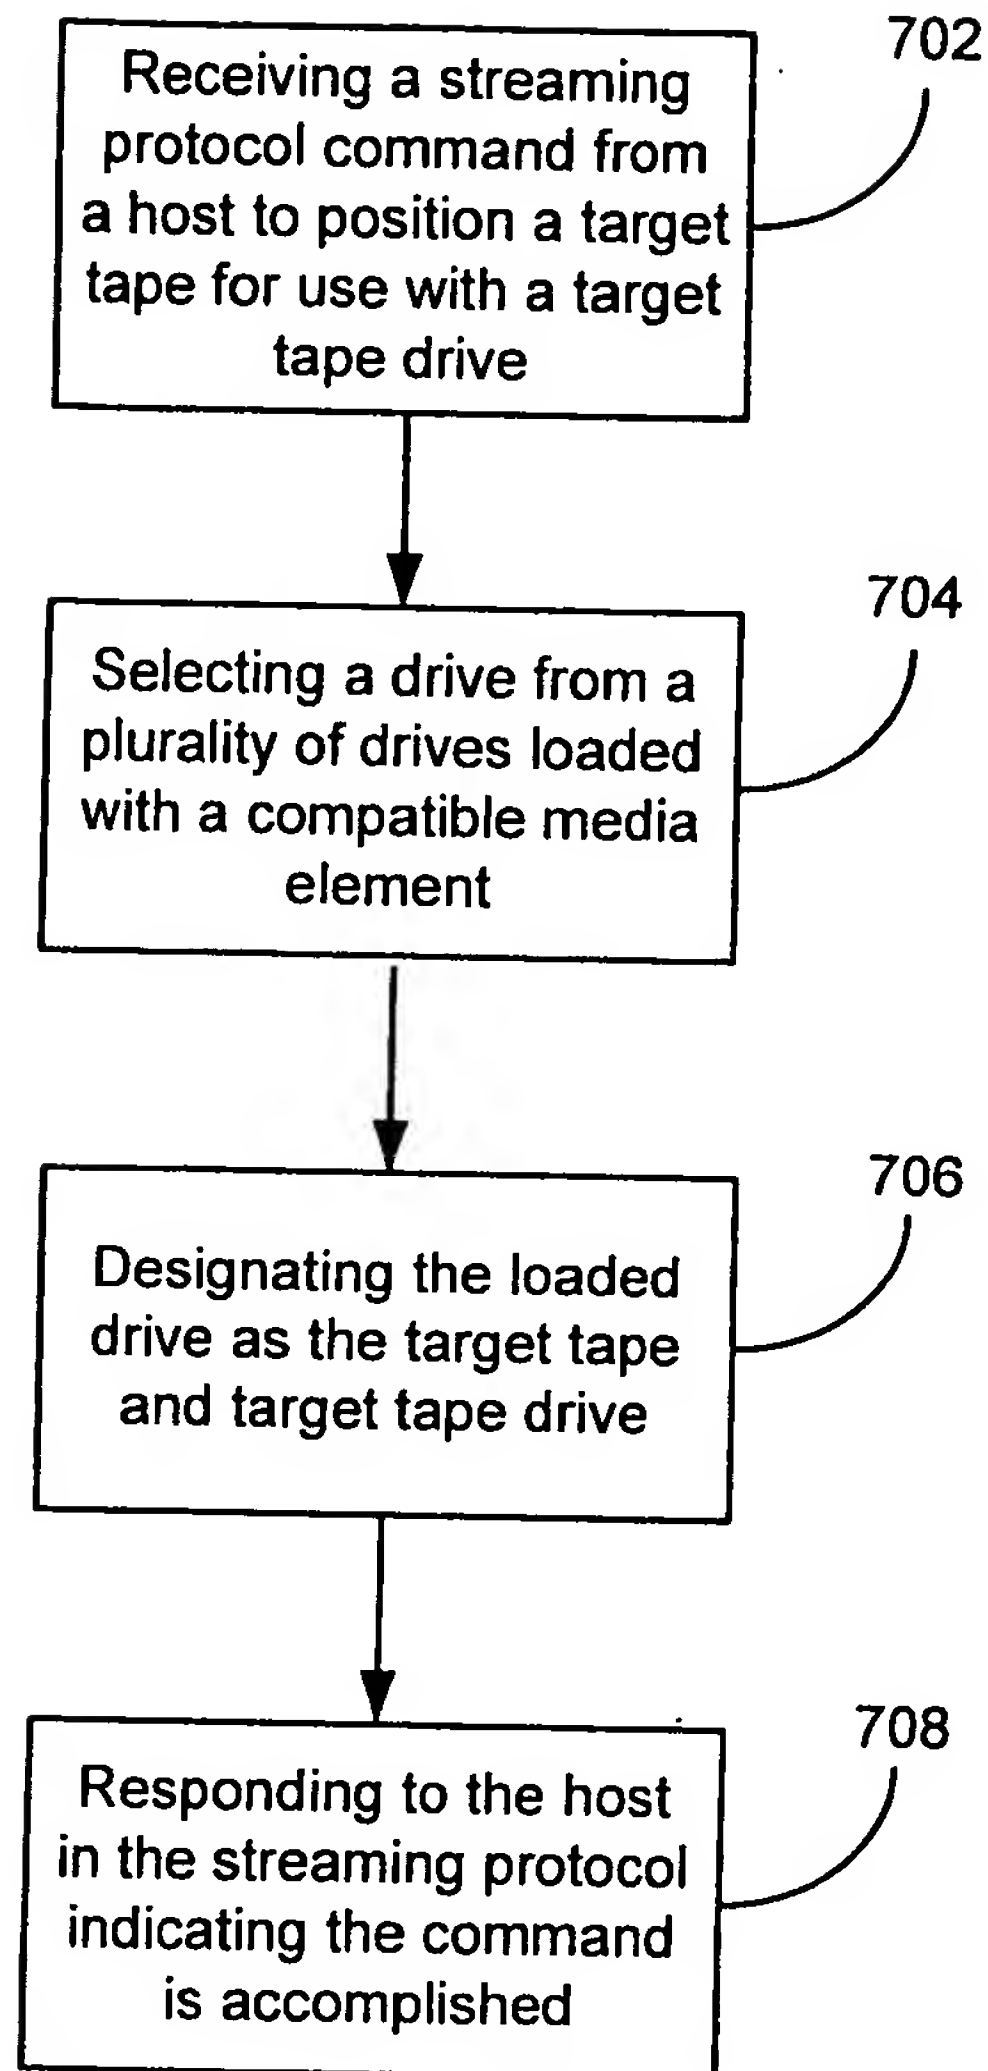 702
Receiving a streaming
protocol command from
a host to position a target
tape for use with a target
tape drive
704
Selecting a drive from a
plurality of drives loaded
with a compatible media
element
706
Designating the loaded
drive as the target tape
and target tape drive
708
Responding to the host
in the streaming protocol
indicating the command
is accomplished